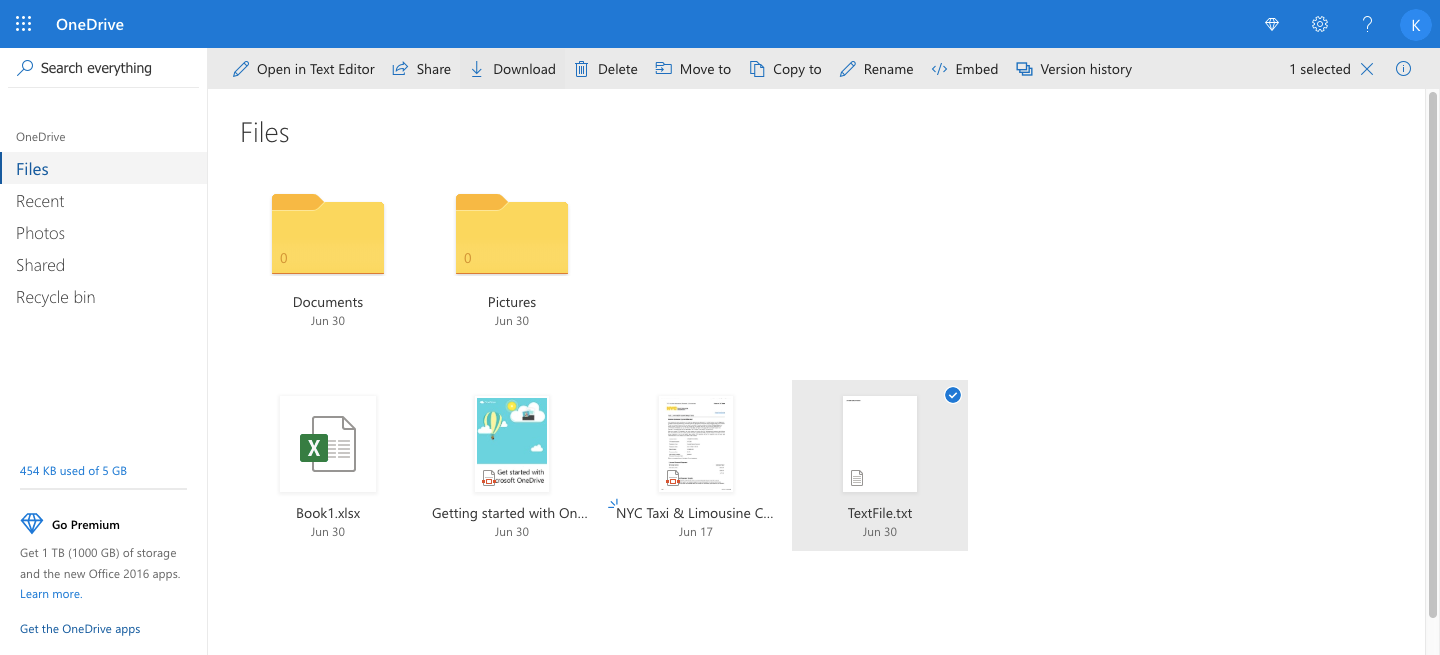 OneDrive
K
Search everything
Open in Text Editor Share Download Delete Move to Copy to Rename Embed Version history 1 selected
OneDrive
Files
Recent
Photos
Shared
Recycle bin
454 KB used of 5 GB
Go Premium
Get 1 TB (1000 GB) of storage
and the new Office 2016 apps.
Learn more.
Get the OneDrive apps
Files
0
Documents
Jun 30
0
Pictures
Jun 30
X
Book1.xlsx
Jun 30
Get started with
crosoft OneDrive
Getting started with On...
Jun 30
NYC Taxi & Limousine C...
Jun 17
TextFile.txt
Jun 30